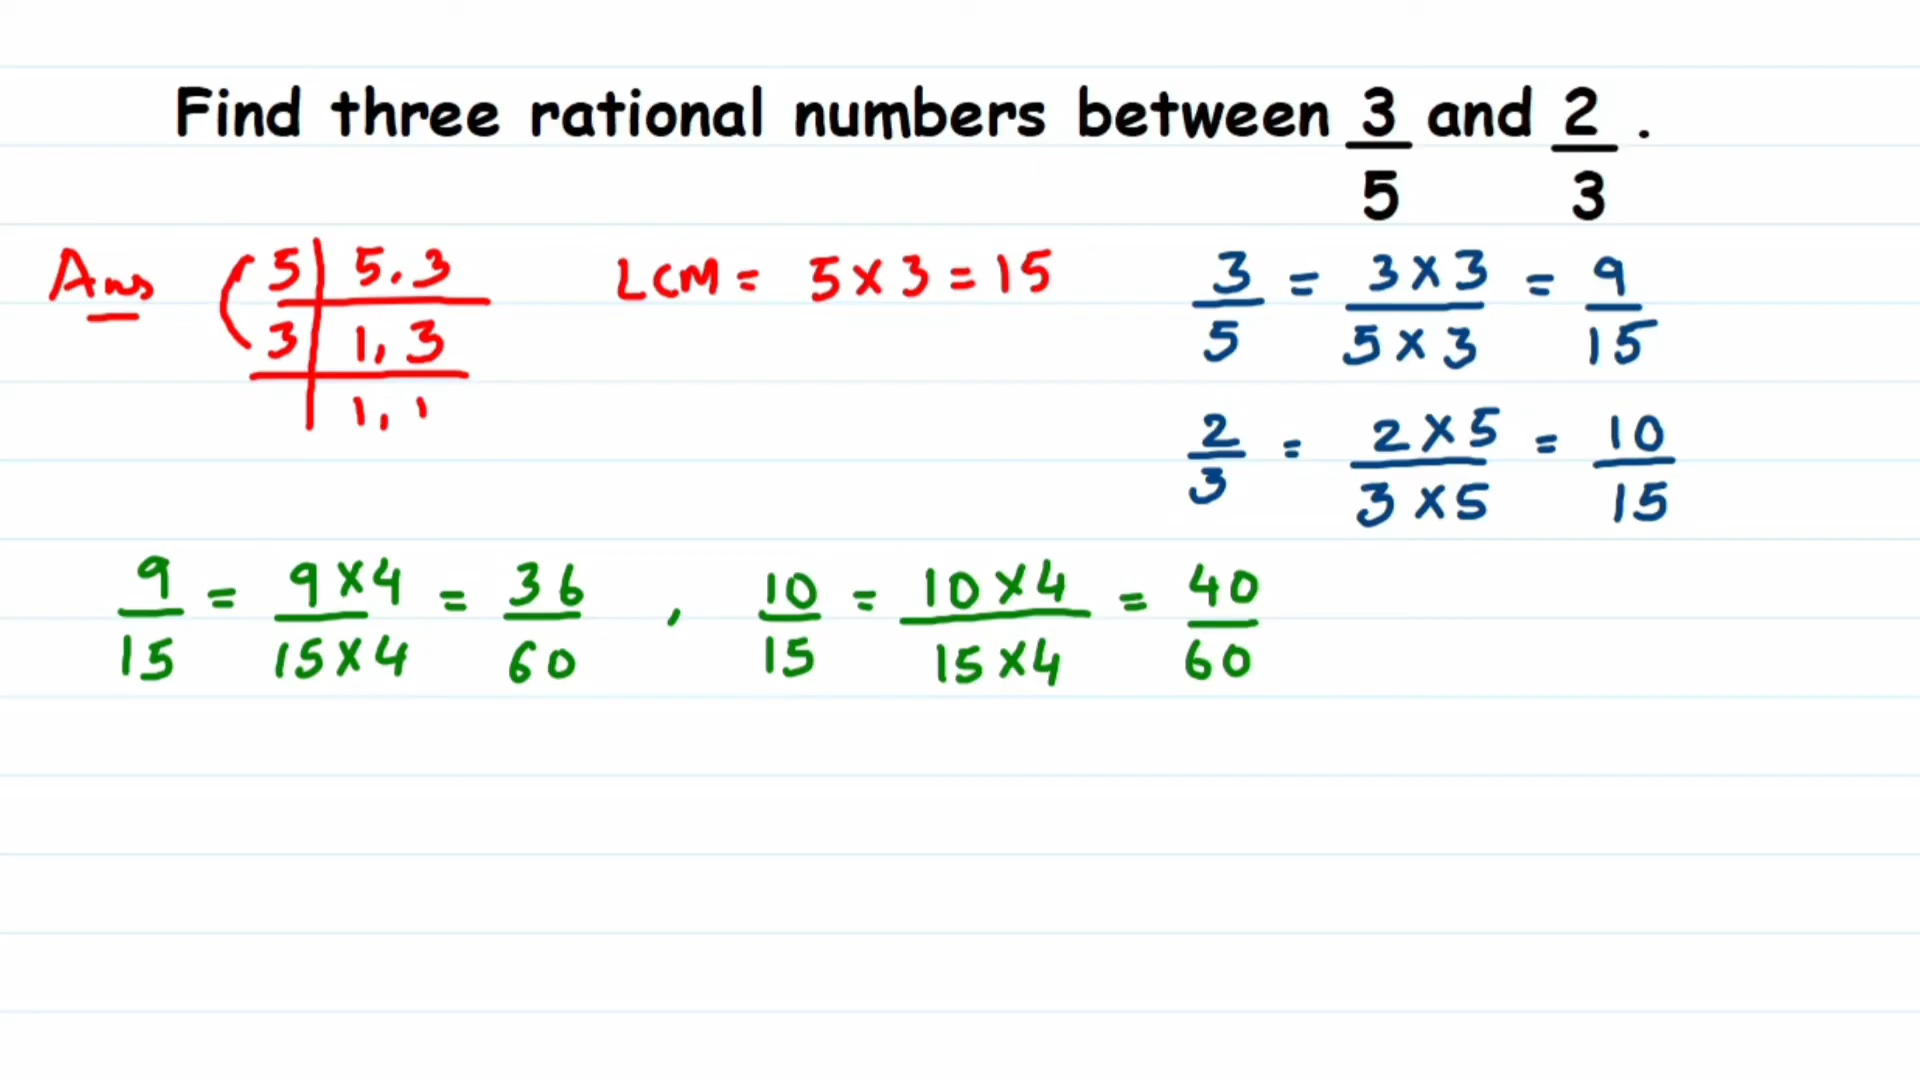 Find three rational numbers between 3/5 and 2/3 .
Ans
5 | 5, 3
3 | 1, 3
| 1, 1
LCM = 5 × 3 = 15
3/5 = 3 × 3 / 5 × 3 = 9/15
2/3 = 2 × 5 / 3 × 5 = 10/15
9/15 = 9 × 4 / 15 × 4 = 36/60 , 10/15 = 10 × 4 / 15 × 4 = 40/60